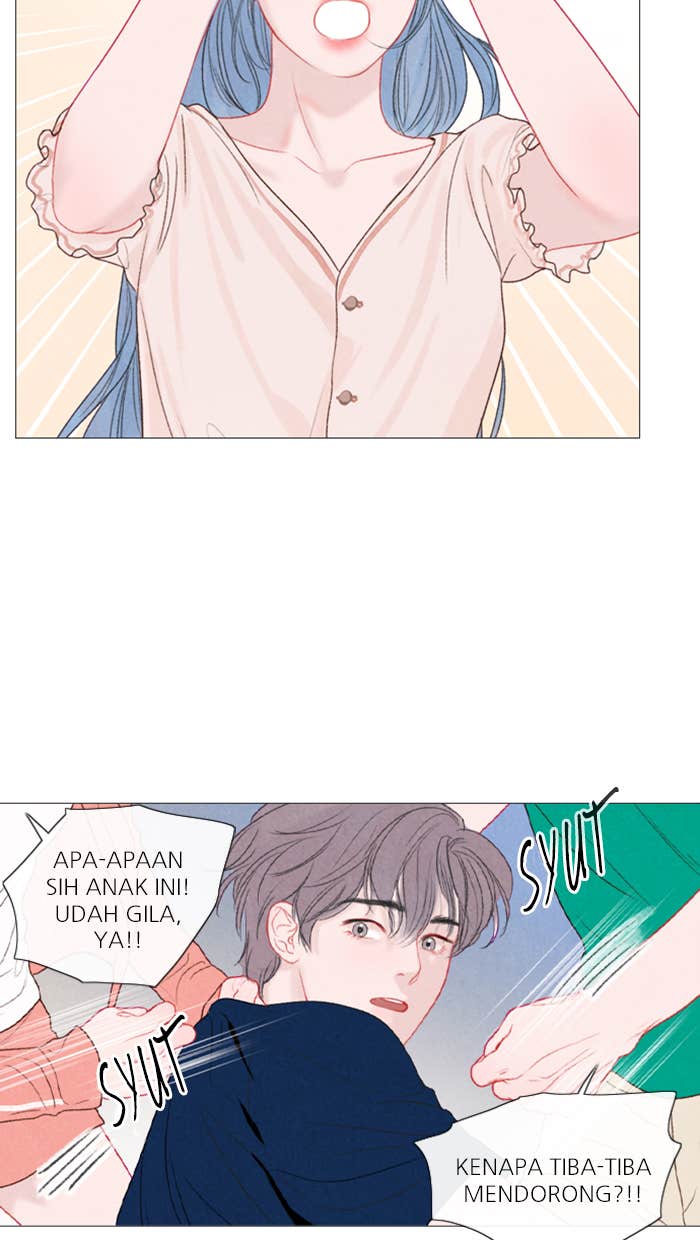 APA-APAAN
SIH ANAK INI!
UDAH GILA,
YA!!
SYUT
SYUT
KENAPA TIBA-TIBA
MENDORONG?!!